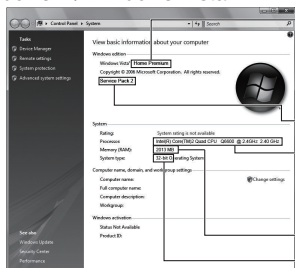 Control Panel ▸ System
Search
Tasks
Device Manager
Remote settings
System protection
Advanced system settings
See also
Windows Update
Security Center
Performance
View basic information about your computer
Windows edition
Windows Vista™ Home Premium
Copyright © 2006 Microsoft Corporation. All rights reserved.
Service Pack 2
System
Rating: System rating is not available
Processor: Intel(R) Core(TM)2 Quad CPU Q6600 @ 2.4GHz 2.40 GHz
Memory (RAM): 2013 MB
System type: 32-bit Operating System
Computer name, domain, and workgroup settings
Computer name:
Change settings
Full computer name:
Computer description:
Workgroup:
Windows activation
Status Not Available
Product ID: